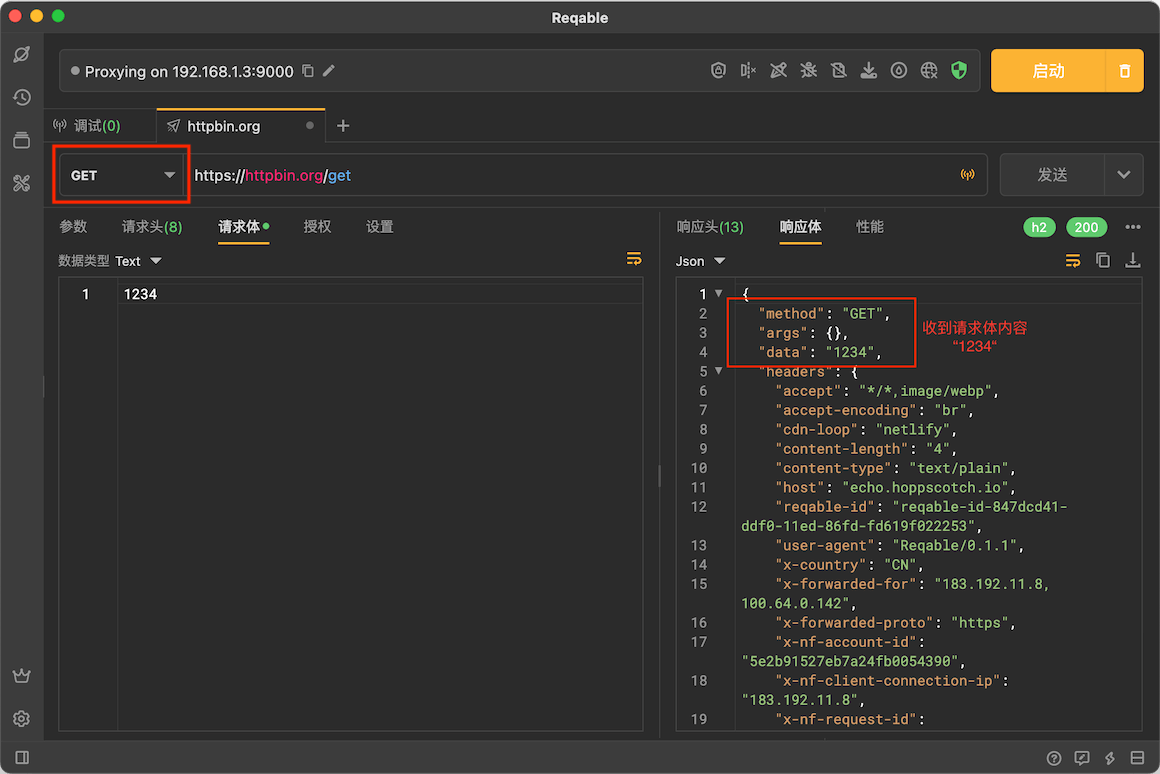 Reqable
Proxying on 192.168.1.3:9000
启动
调试(0)
httpbin.org
GET
https://httpbin.org/get
发送
参数 请求头(8) 请求体 授权 设置
响应头(13) 响应体 性能 h2 200
数据类型 Text
Json
1 1234
1 {
2 "method": "GET",
3 "args": {},
4 "data": "1234",
收到请求体内容
“1234“
5 "headers": {
6 "accept": "*/*,image/webp",
7 "accept-encoding": "br",
8 "cdn-loop": "netlify",
9 "content-length": "4",
10 "content-type": "text/plain",
11 "host": "echo.hoppscotch.io",
12 "reqable-id": "reqable-id-847dcd41-
ddf0-11ed-86fd-fd619f022253",
13 "user-agent": "Reqable/0.1.1",
14 "x-country": "CN",
15 "x-forwarded-for": "183.192.11.8,
100.64.0.142",
16 "x-forwarded-proto": "https",
17 "x-nf-account-id":
"5e2b91527eb7a24fb0054390",
18 "x-nf-client-connection-ip":
"183.192.11.8",
19 "x-nf-request-id":